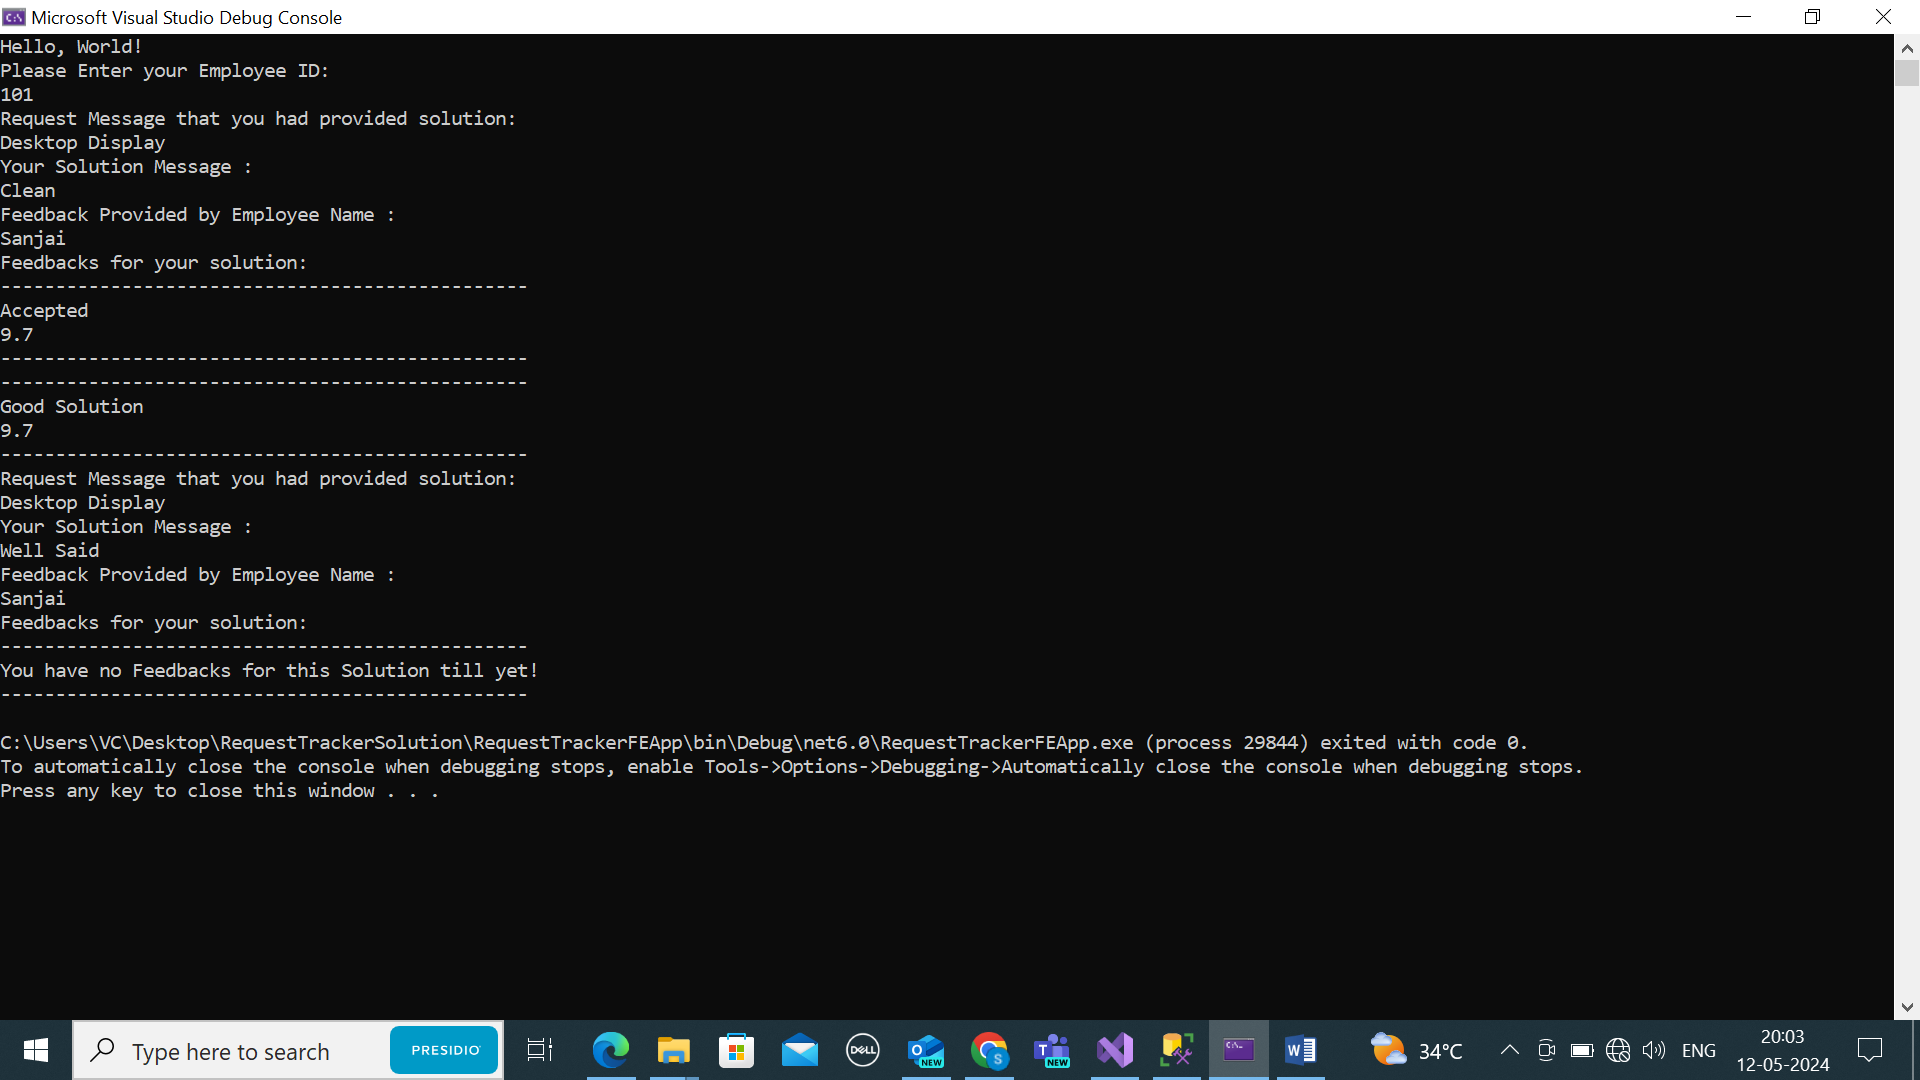 Microsoft Visual Studio Debug Console
Hello, World!
Please Enter your Employee ID:
101
Request Message that you had provided solution:
Desktop Display
Your Solution Message :
Clean
Feedback Provided by Employee Name :
Sanjai
Feedbacks for your solution:
------------------------------------------------
Accepted
9.7
------------------------------------------------
------------------------------------------------
Good Solution
9.7
------------------------------------------------
Request Message that you had provided solution:
Desktop Display
Your Solution Message :
Well Said
Feedback Provided by Employee Name :
Sanjai
Feedbacks for your solution:
------------------------------------------------
You have no Feedbacks for this Solution till yet!
------------------------------------------------
C:\Users\VC\Desktop\RequestTrackerSolution\RequestTrackerFEApp\bin\Debug\net6.0\RequestTrackerFEApp.exe (process 29844) exited with code 0.
To automatically close the console when debugging stops, enable Tools->Options->Debugging->Automatically close the console when debugging stops.
Press any key to close this window . . .
Type here to search
PRESIDIO
DELL
NEW
S
NEW
34°C
ENG
20:03
12-05-2024